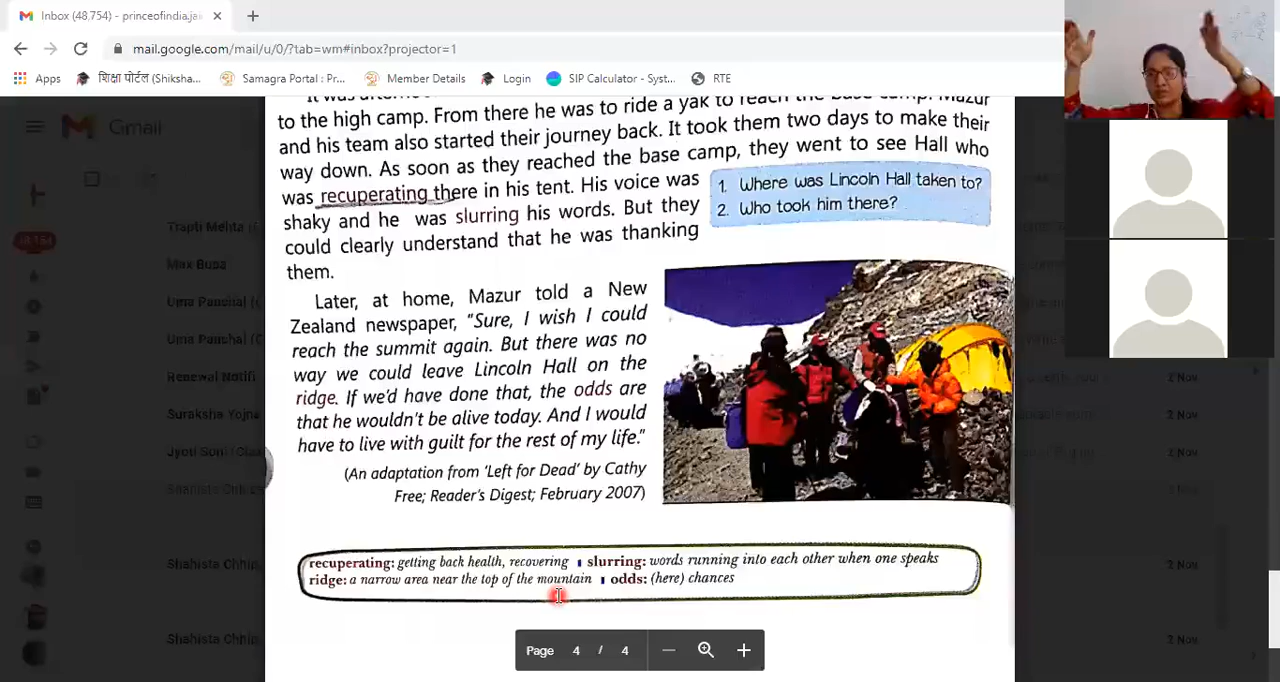 Inbox (48,754) - princeofindia.ja
mail.google.com/mail/u/0/?tab=wm#inbox?projector=1
Apps
शिक्षा पोर्टल (Shiksha...
Samagra Portal : Pr...
Member Details
Login
SIP Calculator - Syst...
RTE
Gmail
to the high camp. From there he was to ride a yak to reach the base camp. Mazur
and his team also started their journey back. It took them two days to make their
way down. As soon as they reached the base camp, they went to see Hall who
was recuperating there in his tent. His voice was
shaky and he was slurring his words. But they
could clearly understand that he was thanking
them.
1. Where was Lincoln Hall taken to?
2. Who took him there?
Later, at home, Mazur told a New
Zealand newspaper, “Sure, I wish I could
reach the summit again. But there was no
way we could leave Lincoln Hall on the
ridge. If we'd have done that, the odds are
that he wouldn't be alive today. And I would
have to live with guilt for the rest of my life.”
(An adaptation from ‘Left for Dead’ by Cathy
Free; Reader's Digest; February 2007)
recuperating: getting back health, recovering slurring: words running into each other when one speaks
ridge: a narrow area near the top of the mountain odds: (here) chances
Trapti Mehta
Uma Panchal
Uma Panchal
Renewal Notifi
Suraksha Yojna
Jyoti Soni
Shahista Chhip
Shahista Chhip
Shahista Chhip
2 Nov
2 Nov
2 Nov
2 Nov
2 Nov
2 Nov
Page 4 / 4